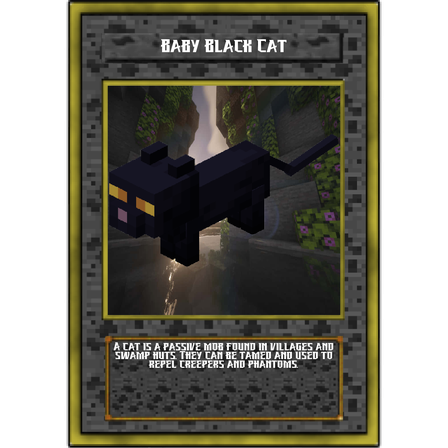 Baby Black Cat
A cat is a passive mob found in villages and
swamp huts. They can be tamed and used to
repel creepers and phantoms.